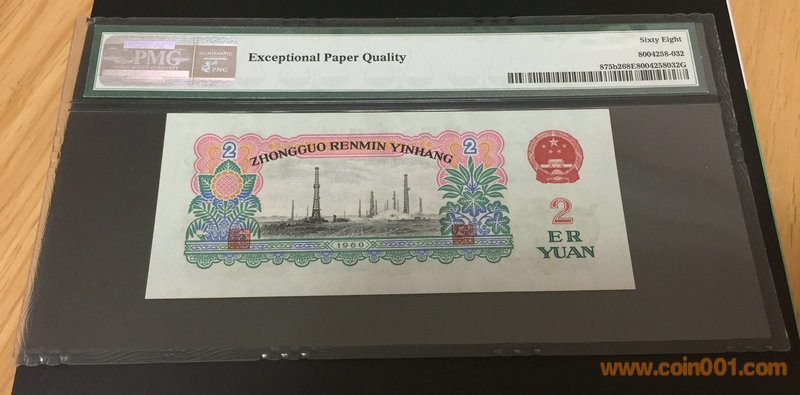 PMG
NUMISMATIC
PNG
Exceptional Paper Quality
Sixty Eight
8004258-032
875b268E8004258032G
2
2
ZHONGGUO RENMIN YINHANG
1960
2
ER
YUAN
www.coin001.com